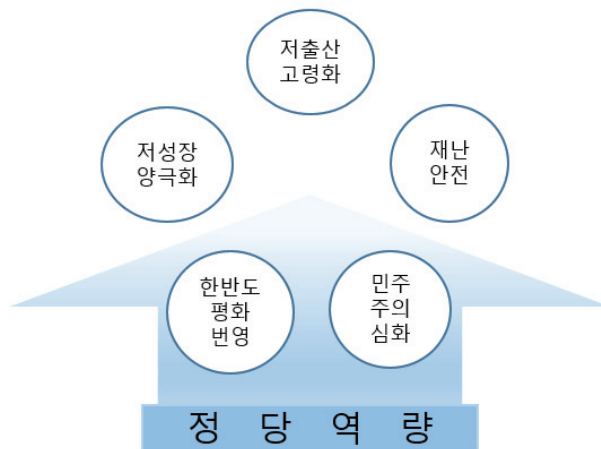 저출산
고령화
저성장
양극화
재난
안전
한반도
평화
번영
민주
주의
심화
정 당 역 량